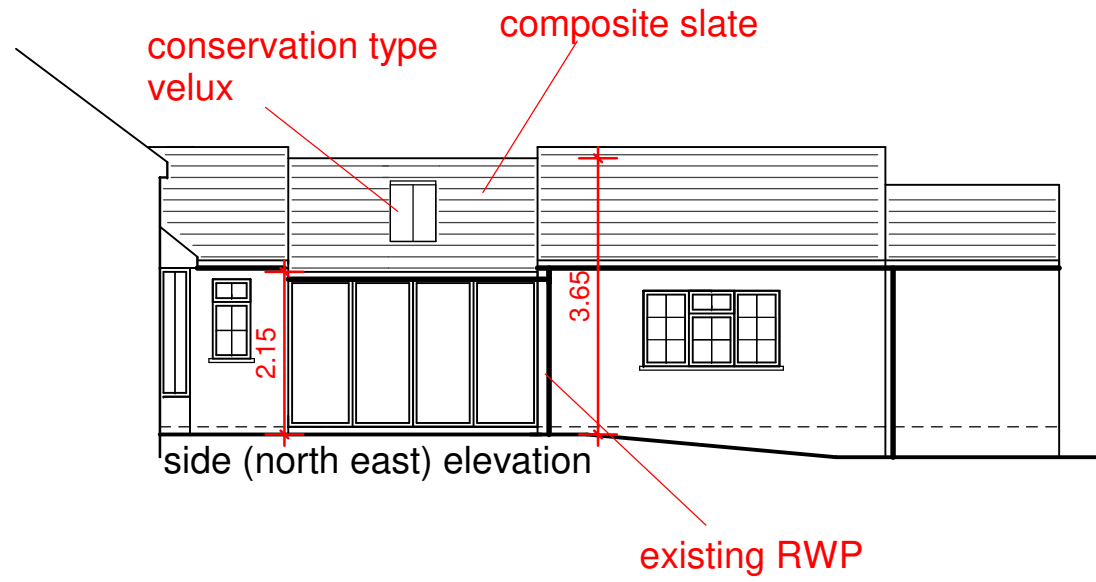 conservation type
velux
composite slate
2.15
3.65
side (north east) elevation
existing RWP